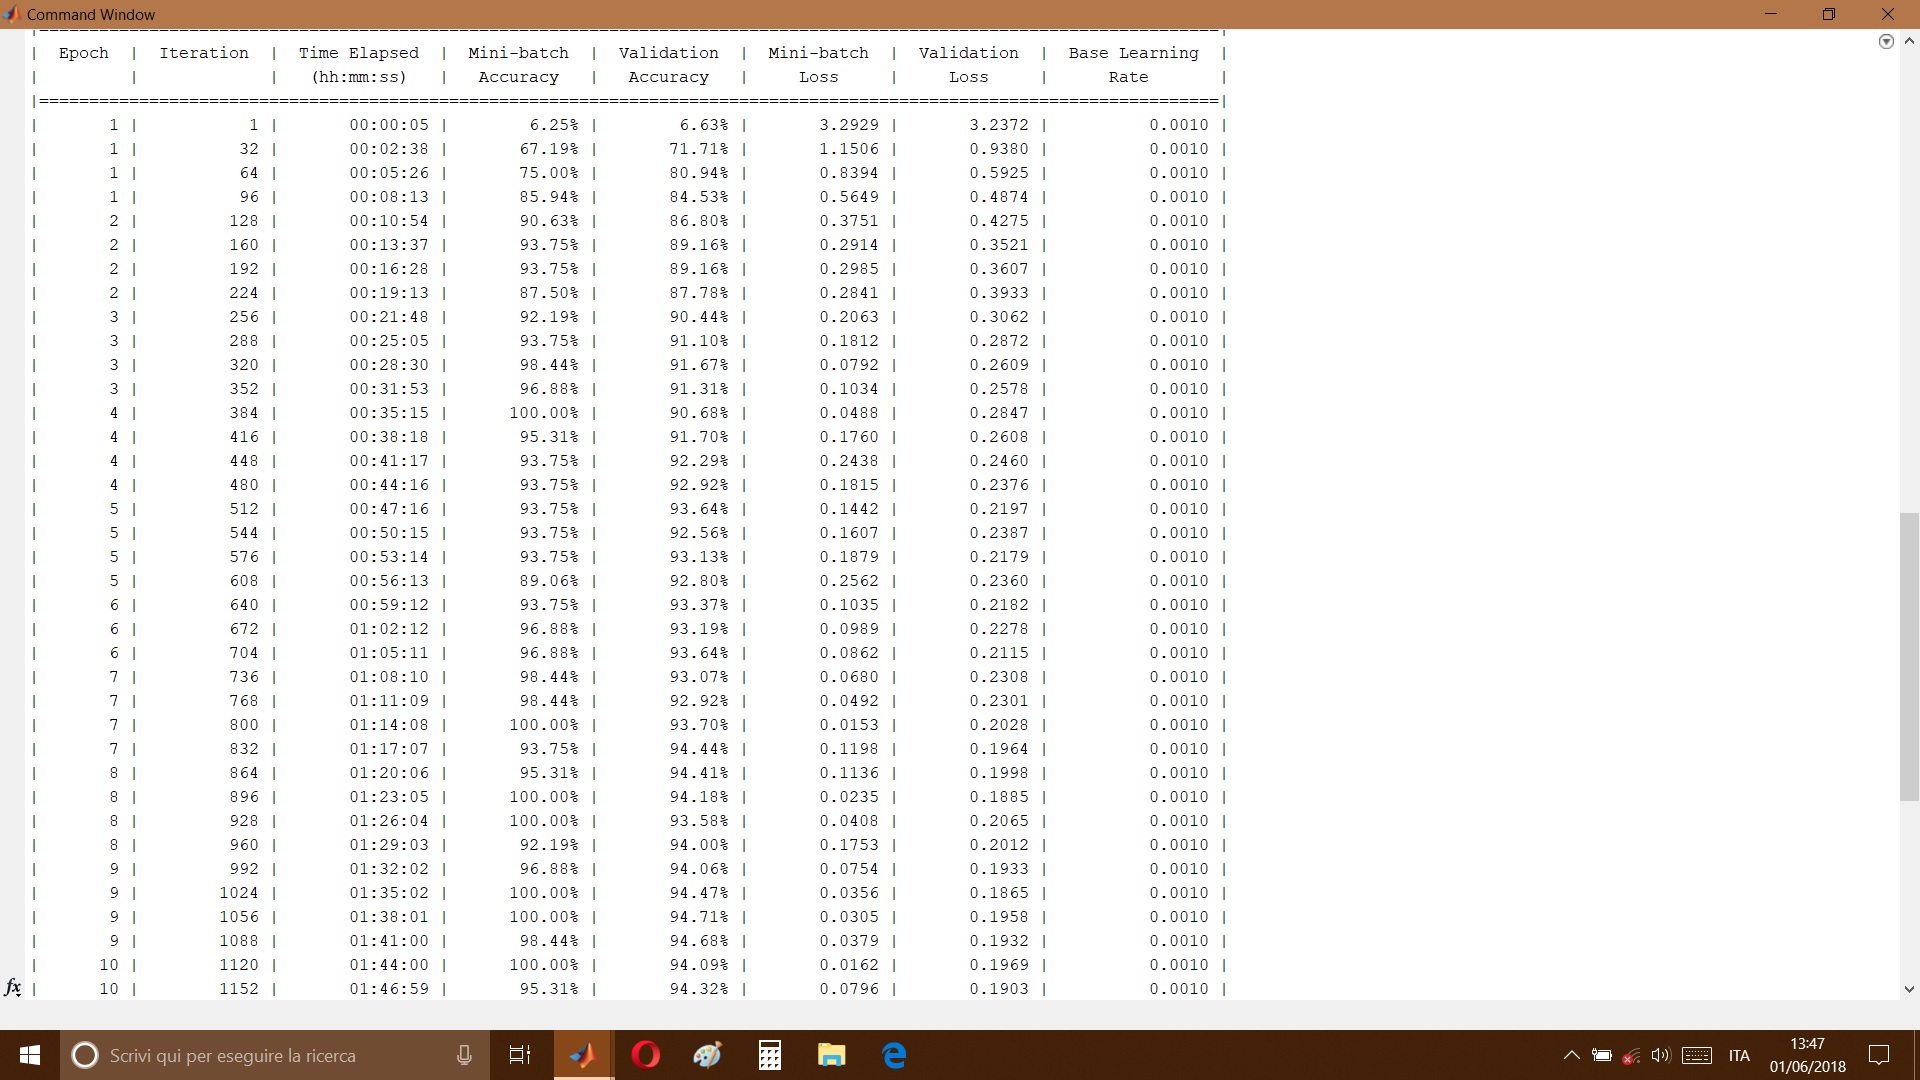 Command Window
|======================================================================================================================|
| Epoch | Iteration | Time Elapsed | Mini-batch | Validation | Mini-batch | Validation | Base Learning |
| | | (hh:mm:ss) | Accuracy | Accuracy | Loss | Loss | Rate |
|======================================================================================================================|
| 1 | 1 | 00:00:05 | 6.25% | 6.63% | 3.2929 | 3.2372 | 0.0010 |
| 1 | 32 | 00:02:38 | 67.19% | 71.71% | 1.1506 | 0.9380 | 0.0010 |
| 1 | 64 | 00:05:26 | 75.00% | 80.94% | 0.8394 | 0.5925 | 0.0010 |
| 1 | 96 | 00:08:13 | 85.94% | 84.53% | 0.5649 | 0.4874 | 0.0010 |
| 2 | 128 | 00:10:54 | 90.63% | 86.80% | 0.3751 | 0.4275 | 0.0010 |
| 2 | 160 | 00:13:37 | 93.75% | 89.16% | 0.2914 | 0.3521 | 0.0010 |
| 2 | 192 | 00:16:28 | 93.75% | 89.16% | 0.2985 | 0.3607 | 0.0010 |
| 2 | 224 | 00:19:13 | 87.50% | 87.78% | 0.2841 | 0.3933 | 0.0010 |
| 3 | 256 | 00:21:48 | 92.19% | 90.44% | 0.2063 | 0.3062 | 0.0010 |
| 3 | 288 | 00:25:05 | 93.75% | 91.10% | 0.1812 | 0.2872 | 0.0010 |
| 3 | 320 | 00:28:30 | 98.44% | 91.67% | 0.0792 | 0.2609 | 0.0010 |
| 3 | 352 | 00:31:53 | 96.88% | 91.31% | 0.1034 | 0.2578 | 0.0010 |
| 4 | 384 | 00:35:15 | 100.00% | 90.68% | 0.0488 | 0.2847 | 0.0010 |
| 4 | 416 | 00:38:18 | 95.31% | 91.70% | 0.1760 | 0.2608 | 0.0010 |
| 4 | 448 | 00:41:17 | 93.75% | 92.29% | 0.2438 | 0.2460 | 0.0010 |
| 4 | 480 | 00:44:16 | 93.75% | 92.92% | 0.1815 | 0.2376 | 0.0010 |
| 5 | 512 | 00:47:16 | 93.75% | 93.64% | 0.1442 | 0.2197 | 0.0010 |
| 5 | 544 | 00:50:15 | 93.75% | 92.56% | 0.1607 | 0.2387 | 0.0010 |
| 5 | 576 | 00:53:14 | 93.75% | 93.13% | 0.1879 | 0.2179 | 0.0010 |
| 5 | 608 | 00:56:13 | 89.06% | 92.80% | 0.2562 | 0.2360 | 0.0010 |
| 6 | 640 | 00:59:12 | 93.75% | 93.37% | 0.1035 | 0.2182 | 0.0010 |
| 6 | 672 | 01:02:12 | 96.88% | 93.19% | 0.0989 | 0.2278 | 0.0010 |
| 6 | 704 | 01:05:11 | 96.88% | 93.64% | 0.0862 | 0.2115 | 0.0010 |
| 7 | 736 | 01:08:10 | 98.44% | 93.07% | 0.0680 | 0.2308 | 0.0010 |
| 7 | 768 | 01:11:09 | 98.44% | 92.92% | 0.0492 | 0.2301 | 0.0010 |
| 7 | 800 | 01:14:08 | 100.00% | 93.70% | 0.0153 | 0.2028 | 0.0010 |
| 7 | 832 | 01:17:07 | 93.75% | 94.44% | 0.1198 | 0.1964 | 0.0010 |
| 8 | 864 | 01:20:06 | 95.31% | 94.41% | 0.1136 | 0.1998 | 0.0010 |
| 8 | 896 | 01:23:05 | 100.00% | 94.18% | 0.0235 | 0.1885 | 0.0010 |
| 8 | 928 | 01:26:04 | 100.00% | 93.58% | 0.0408 | 0.2065 | 0.0010 |
| 8 | 960 | 01:29:03 | 92.19% | 94.00% | 0.1753 | 0.2012 | 0.0010 |
| 9 | 992 | 01:32:02 | 96.88% | 94.06% | 0.0754 | 0.1933 | 0.0010 |
| 9 | 1024 | 01:35:02 | 100.00% | 94.47% | 0.0356 | 0.1865 | 0.0010 |
| 9 | 1056 | 01:38:01 | 100.00% | 94.71% | 0.0305 | 0.1958 | 0.0010 |
| 9 | 1088 | 01:41:00 | 98.44% | 94.68% | 0.0379 | 0.1932 | 0.0010 |
| 10 | 1120 | 01:44:00 | 100.00% | 94.09% | 0.0162 | 0.1969 | 0.0010 |
fx | 10 | 1152 | 01:46:59 | 95.31% | 94.32% | 0.0796 | 0.1903 | 0.0010 |
Scrivi qui per eseguire la ricerca
ITA
13:47
01/06/2018